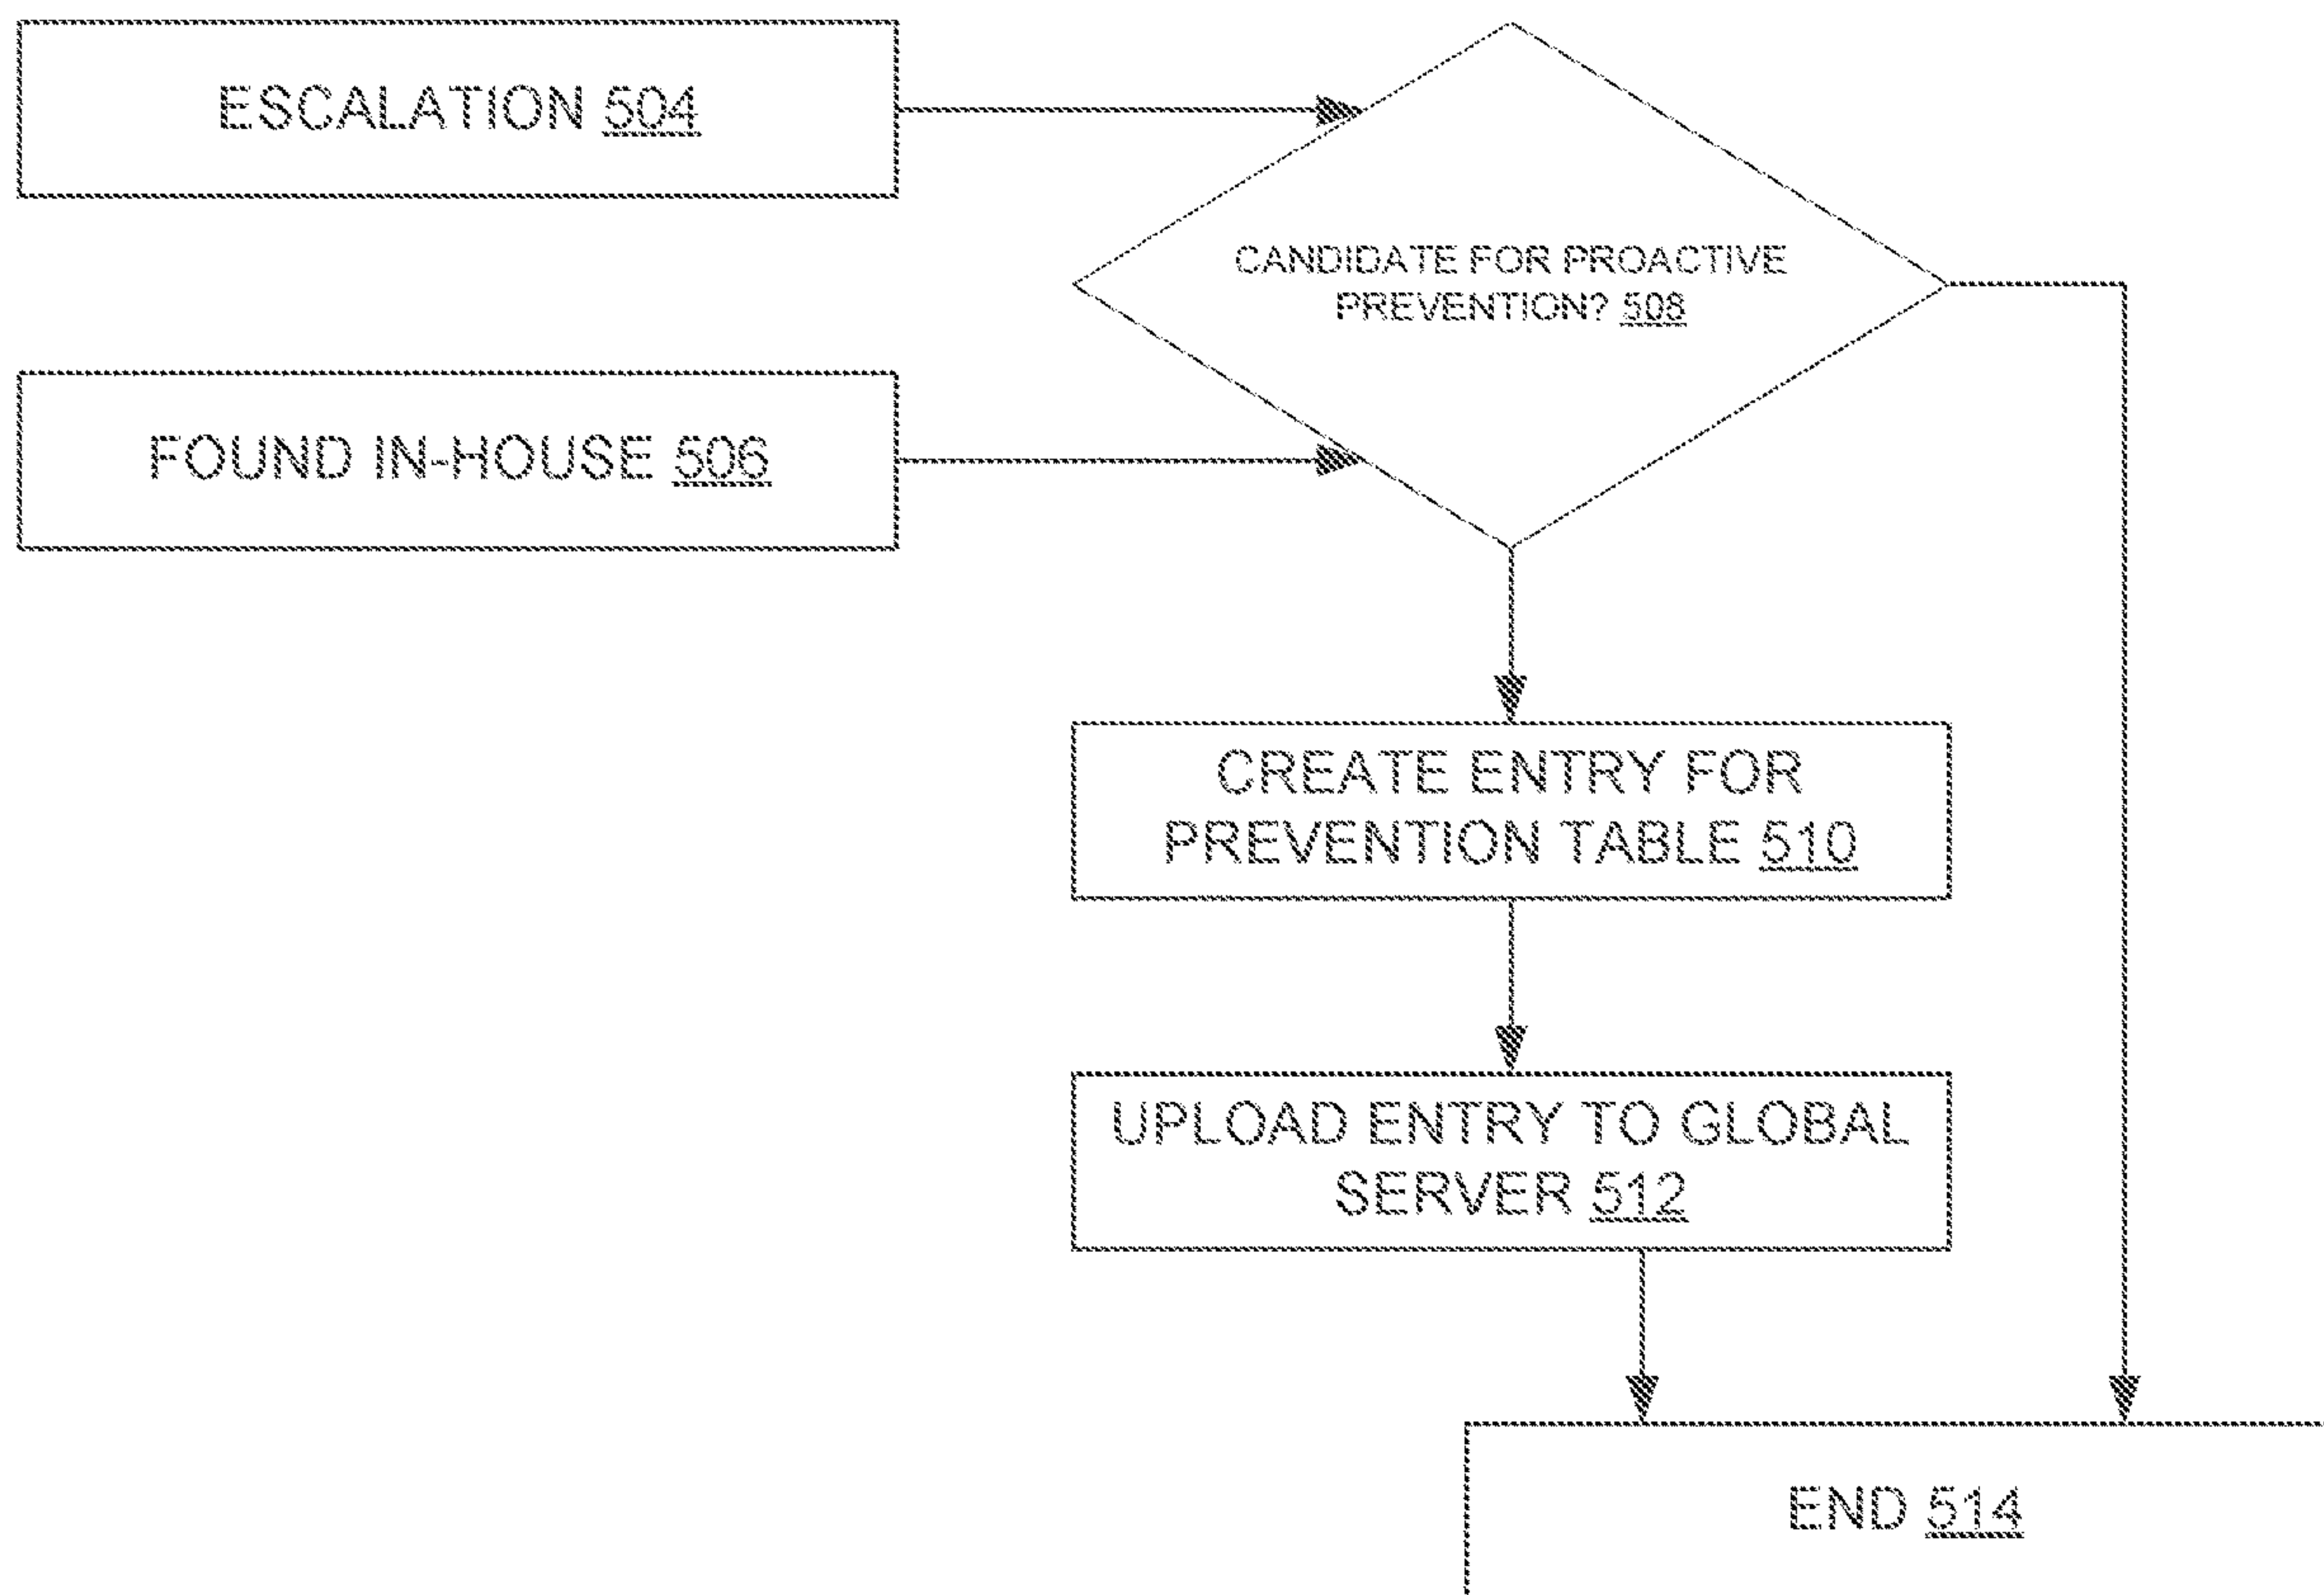 ESCALATION 504
CANDIDATE FOR PROACTIVE
PREVENTION? 508
FOUND IN-HOUSE 506
CREATE ENTRY FOR
PREVENTION TABLE 510
UPLOAD ENTRY TO GLOBAL
SERVER 512
END 514